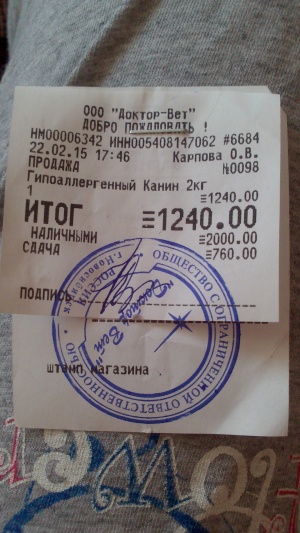 ООО "Доктор-Вет"
ДОБРО ПОЖАЛОВАТЬ !
НМ00006342 ИНН005408147062 #6684
22.02.15 17:46 Карпова О.В.
ПРОДАЖА №0098
Гипоаллергенный Канин 2кг
1 ≡1240.00
ИТОГ ≡1240.00
НАЛИЧНЫМИ ≡2000.00
СДАЧА ≡760.00
ПОДПИСЬ
ОБЩЕСТВО С ОГРАНИЧЕННОЙ ОТВЕТСТВЕННОСТЬЮ
РОССИЯ
"Доктор Вет"
штамп магазина